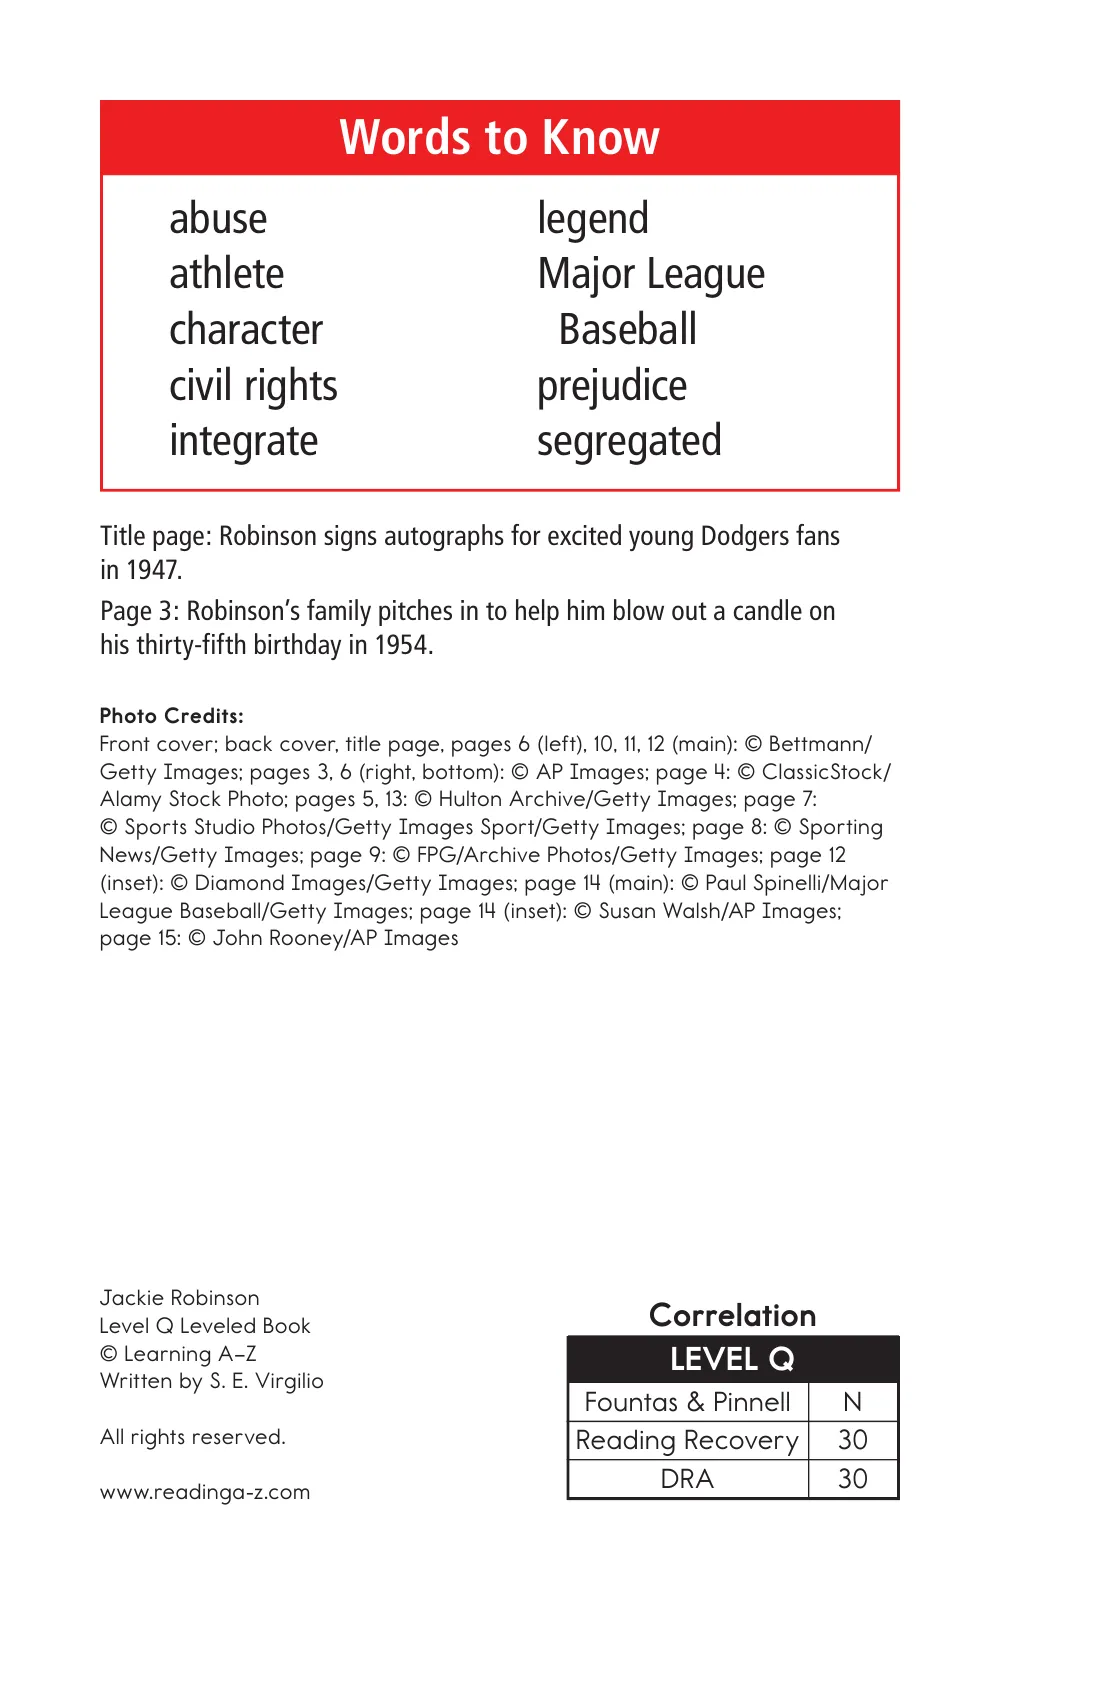 Words to Know
abuse
athlete
character
civil rights
integrate
legend
Major League
Baseball
prejudice
segregated
Title page: Robinson signs autographs for excited young Dodgers fans
in 1947.
Page 3: Robinson’s family pitches in to help him blow out a candle on
his thirty-fifth birthday in 1954.
Photo Credits:
Front cover; back cover, title page, pages 6 (left), 10, 11, 12 (main): © Bettmann/
Getty Images; pages 3, 6 (right, bottom): © AP Images; page 4: © ClassicStock/
Alamy Stock Photo; pages 5, 13: © Hulton Archive/Getty Images; page 7:
© Sports Studio Photos/Getty Images Sport/Getty Images; page 8: © Sporting
News/Getty Images; page 9: © FPG/Archive Photos/Getty Images; page 12
(inset): © Diamond Images/Getty Images; page 14 (main): © Paul Spinelli/Major
League Baseball/Getty Images; page 14 (inset): © Susan Walsh/AP Images;
page 15: © John Rooney/AP Images
Jackie Robinson
Level Q Leveled Book
© Learning A–Z
Written by S. E. Virgilio
All rights reserved.
www.readinga-z.com
Correlation
LEVEL Q
Fountas & Pinnell N
Reading Recovery 30
DRA 30